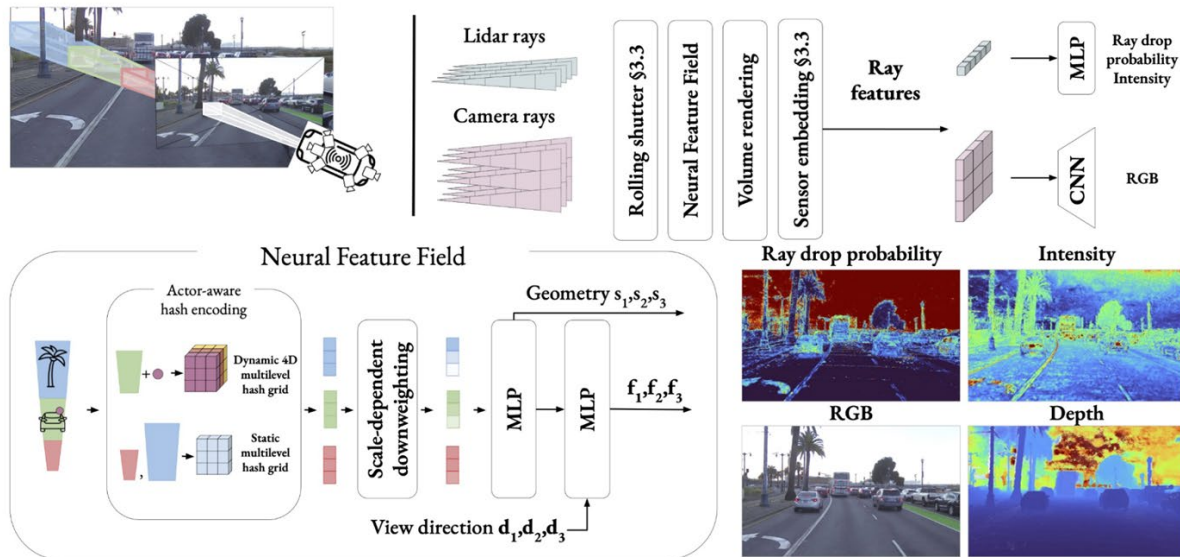 Lidar rays
Camera rays
Rolling shutter §3.3
Neural Feature Field
Volume rendering
Sensor embedding §3.3
Ray
features
MLP
Ray drop
probability
Intensity
CNN
RGB
Neural Feature Field
Actor-aware
hash encoding
Dynamic 4D
multilevel
hash grid
+
,
Static
multilevel
hash grid
Scale-dependent
downweighting
MLP
MLP
Geometry s₁,s₂,s₃
f₁,f₂,f₃
View direction d₁,d₂,d₃
Ray drop probability
Intensity
RGB
Depth